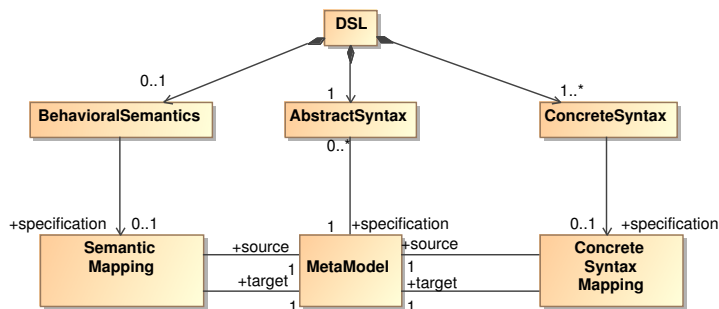 DSL
0..1
1
1..*
BehavioralSemantics
AbstractSyntax
ConcreteSyntax
0..*
+specification
0..1
1
+specification
0..1
+specification
Semantic
Mapping
+source
1
MetaModel
+source
1
Concrete
Syntax
Mapping
+target
1
+target
1